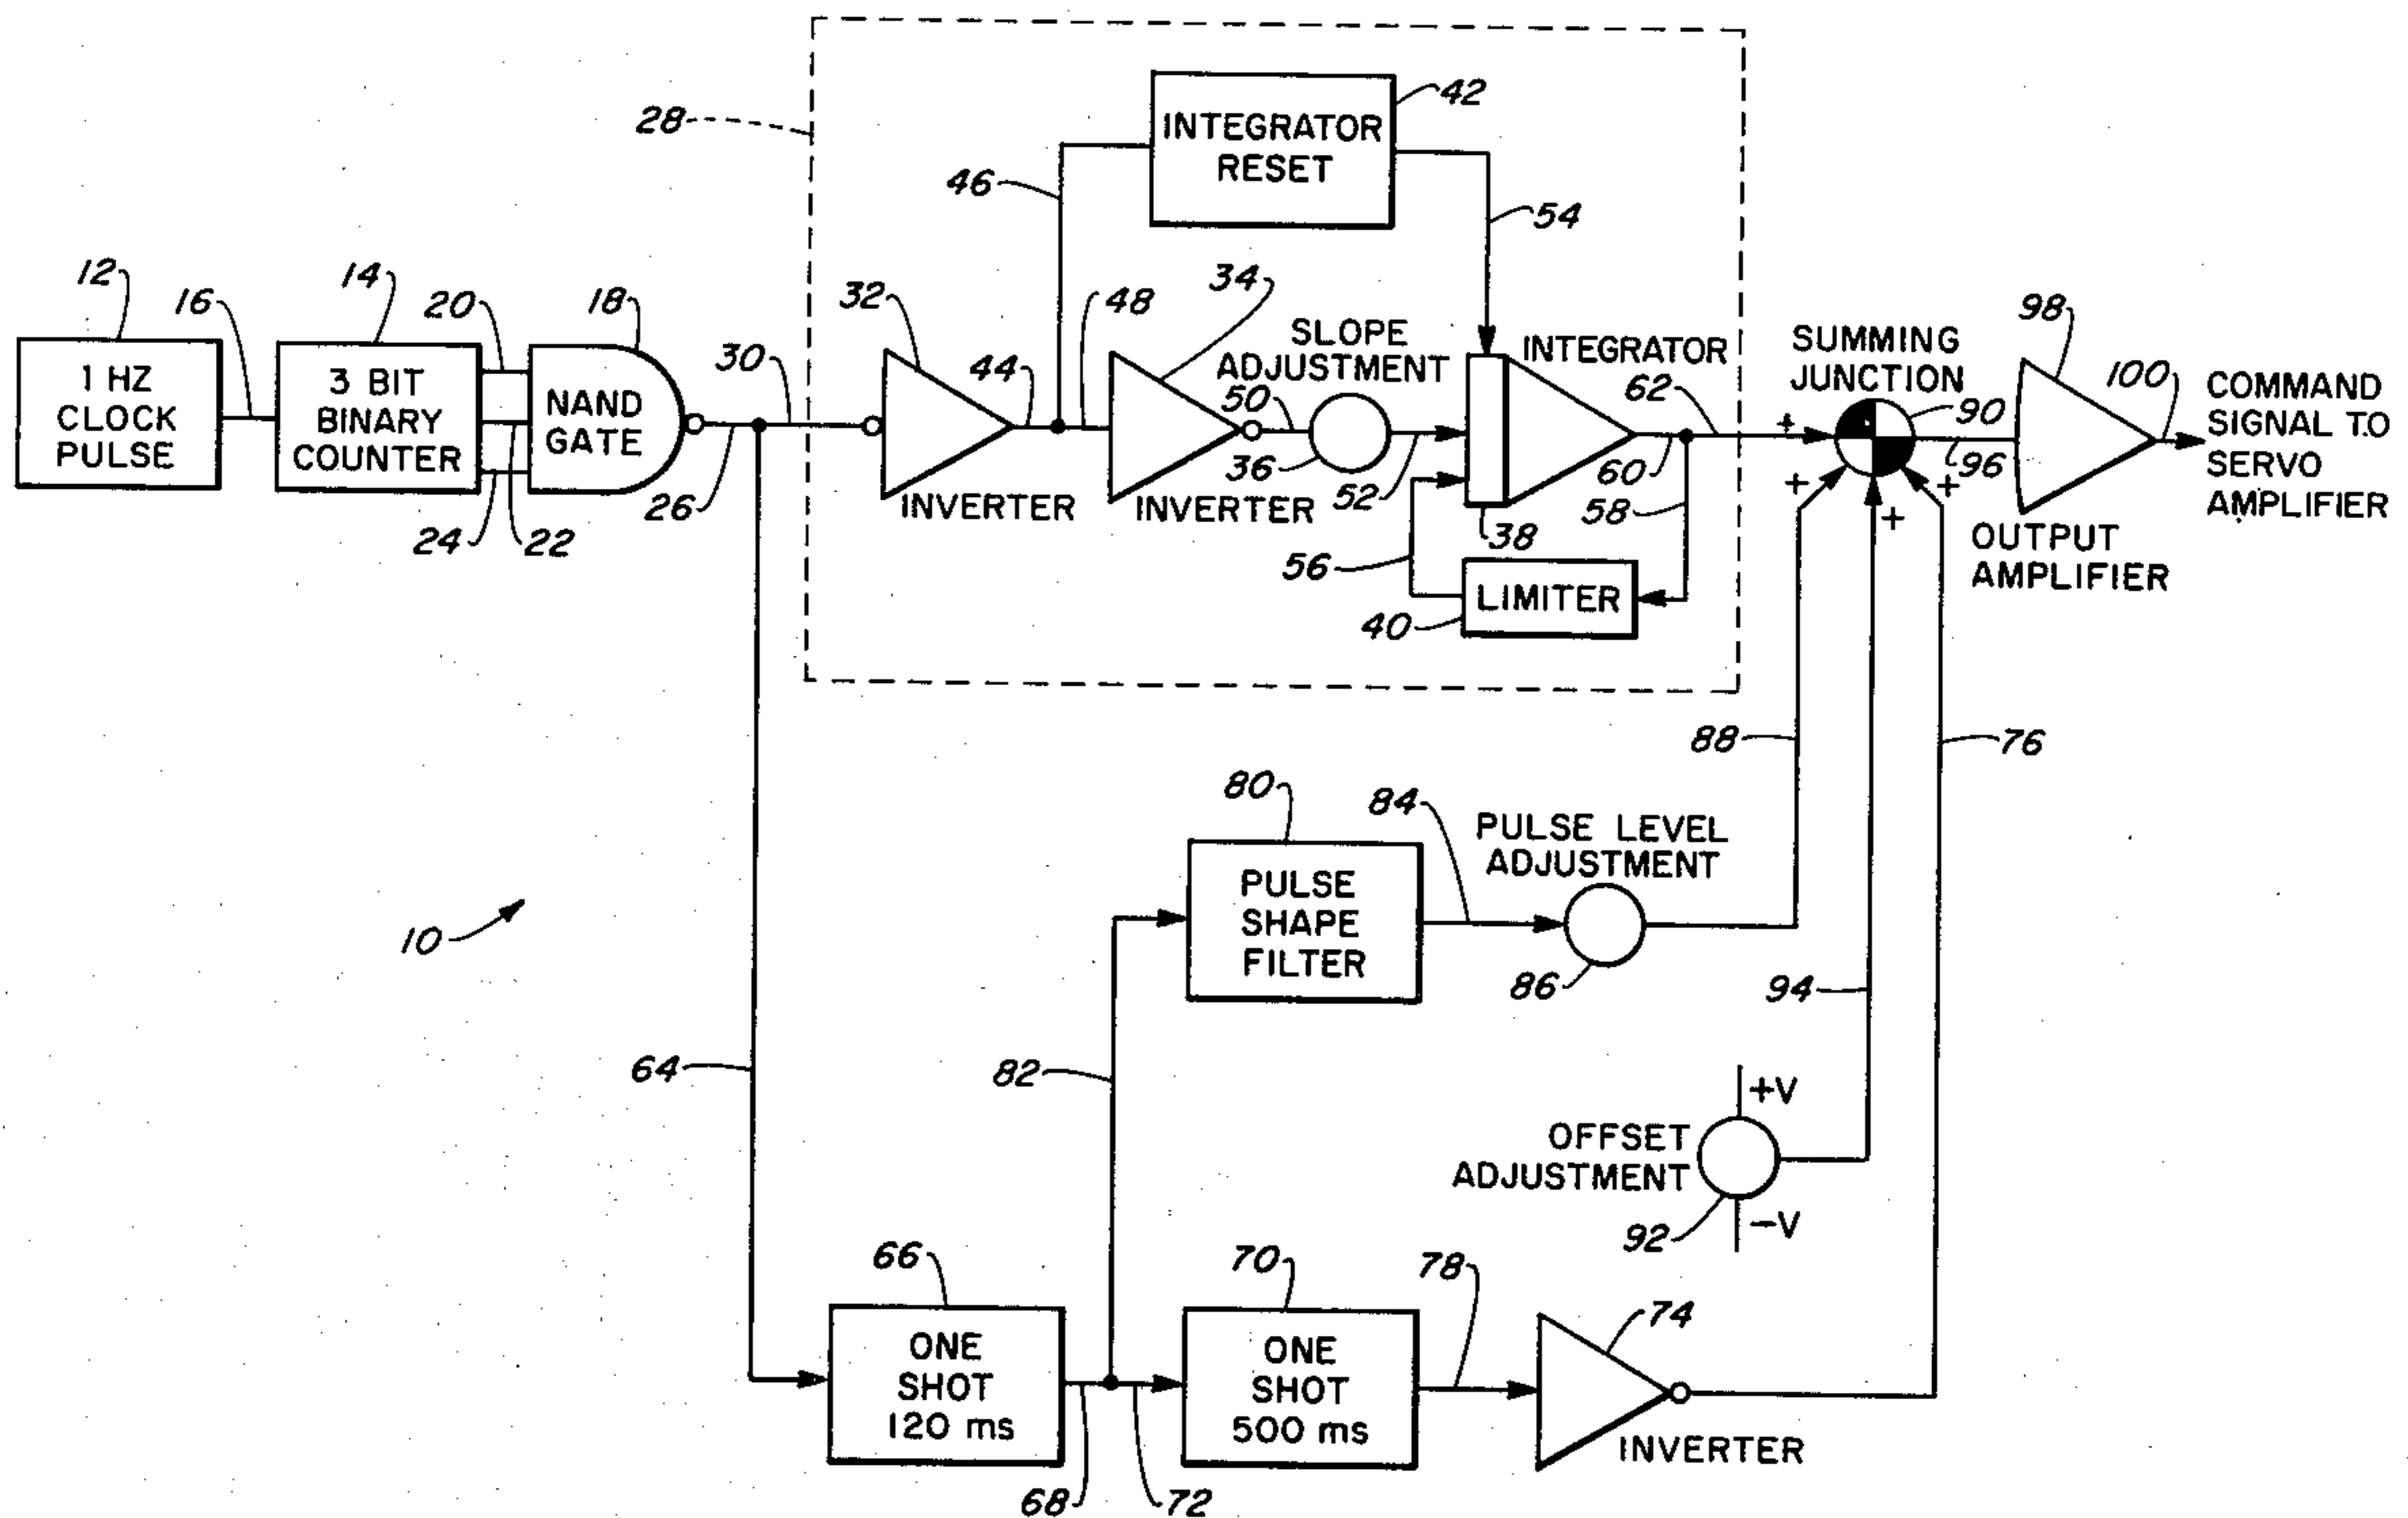 28
42
INTEGRATOR
RESET
46
54
12
16
14
20
18
30
32
44
48
34
SLOPE
ADJUSTMENT
50
INTEGRATOR
62
SUMMING
JUNCTION
90
98
100
1 HZ
CLOCK
PULSE
3 BIT
BINARY
COUNTER
NAND
GATE
24
22
26
INVERTER
INVERTER
36
52
38
60
58
56
LIMITER
40
+
+
+
+
96
OUTPUT
AMPLIFIER
COMMAND
SIGNAL TO
SERVO
AMPLIFIER
88
76
80
84
PULSE LEVEL
ADJUSTMENT
PULSE
SHAPE
FILTER
86
94
10
64
82
+V
OFFSET
ADJUSTMENT
92
-V
66
70
78
74
ONE
SHOT
120 ms
ONE
SHOT
500 ms
INVERTER
68
72